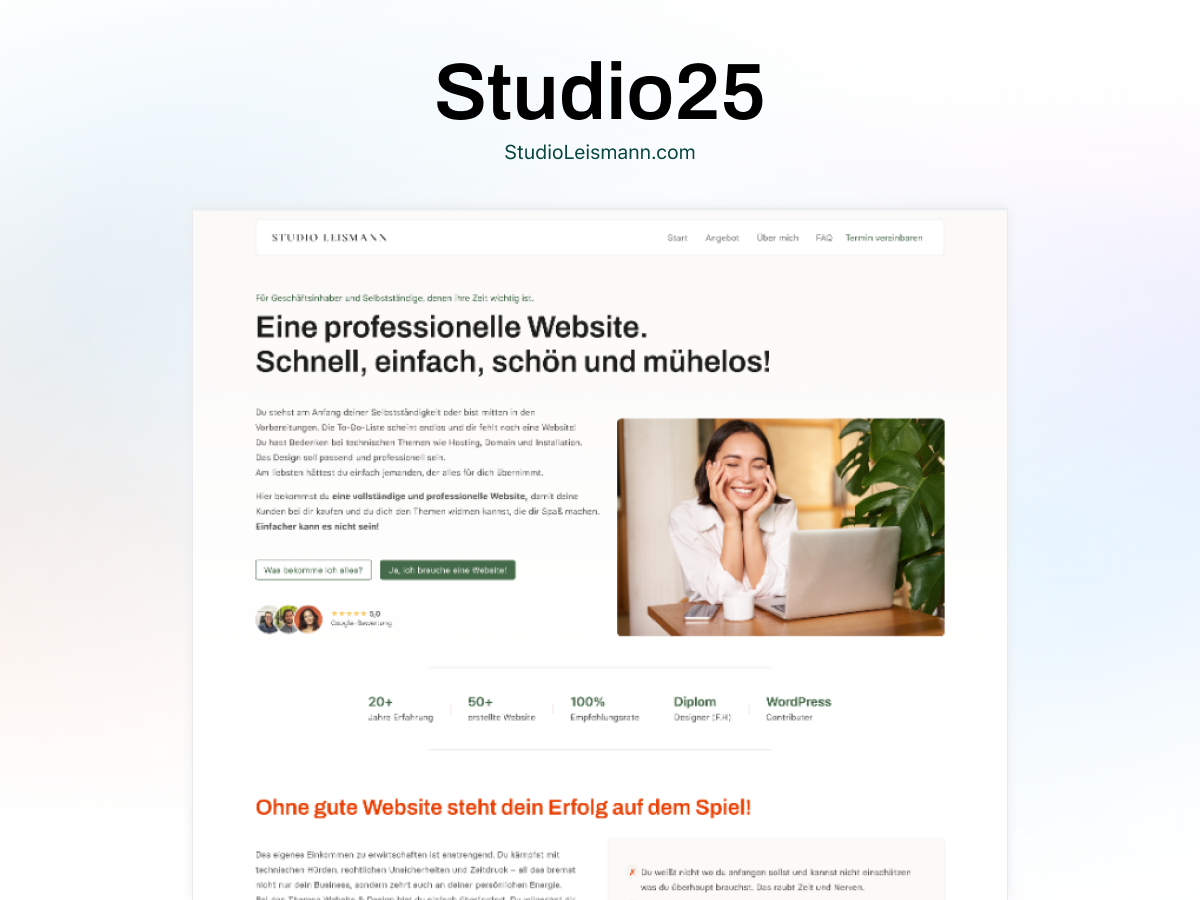 Studio25
StudioLeismann.com
STUDIO LEISMANN
Start
Angebot
Über mich
FAQ
Termin vereinbaren
Für Geschäftsinhaber und Selbstständige, denen ihre Zeit wichtig ist.
Eine professionelle Website.
Schnell, einfach, schön und mühelos!
Du stehst am Anfang deiner Selbstständigkeit oder bist mitten in den
Vorbereitungen. Die To-Do-Liste scheint endlos und dir fehlt noch eine Website!
Du hast Bedenken bei technischen Themen wie Hosting, Domain und Installation.
Das Design soll passend und professionell sein.
Am liebsten hättest du einfach jemanden, der alles für dich übernimmt.
Hier bekommst du eine vollständige und professionelle Website, damit deine
Kunden bei dir kaufen und du dich den Themen widmen kannst, die dir Spaß machen.
Einfacher kann es nicht sein!
Was bekomme ich alles?
Ja, ich brauche eine Website!
★★★★★ 5,0
Google-Bewertung
20+
Jahre Erfahrung
50+
erstellte Website
100%
Empfehlungsrate
Diplom
Designer (F.H)
WordPress
Contributer
Ohne gute Website steht dein Erfolg auf dem Spiel!
Das eigenes Einkommen zu erwirtschaften ist anstrengend. Du kämpfst mit
technischen Hürden, rechtlichen Unsicherheiten und Zeitdruck – all das bremst
nicht nur dein Business, sondern zehrt auch an deiner persönlichen Energie.
✗ Du weißt nicht wo du anfangen sollst und kannst nicht einschätzen
was du überhaupt brauchst. Das raubt Zeit und Nerven.